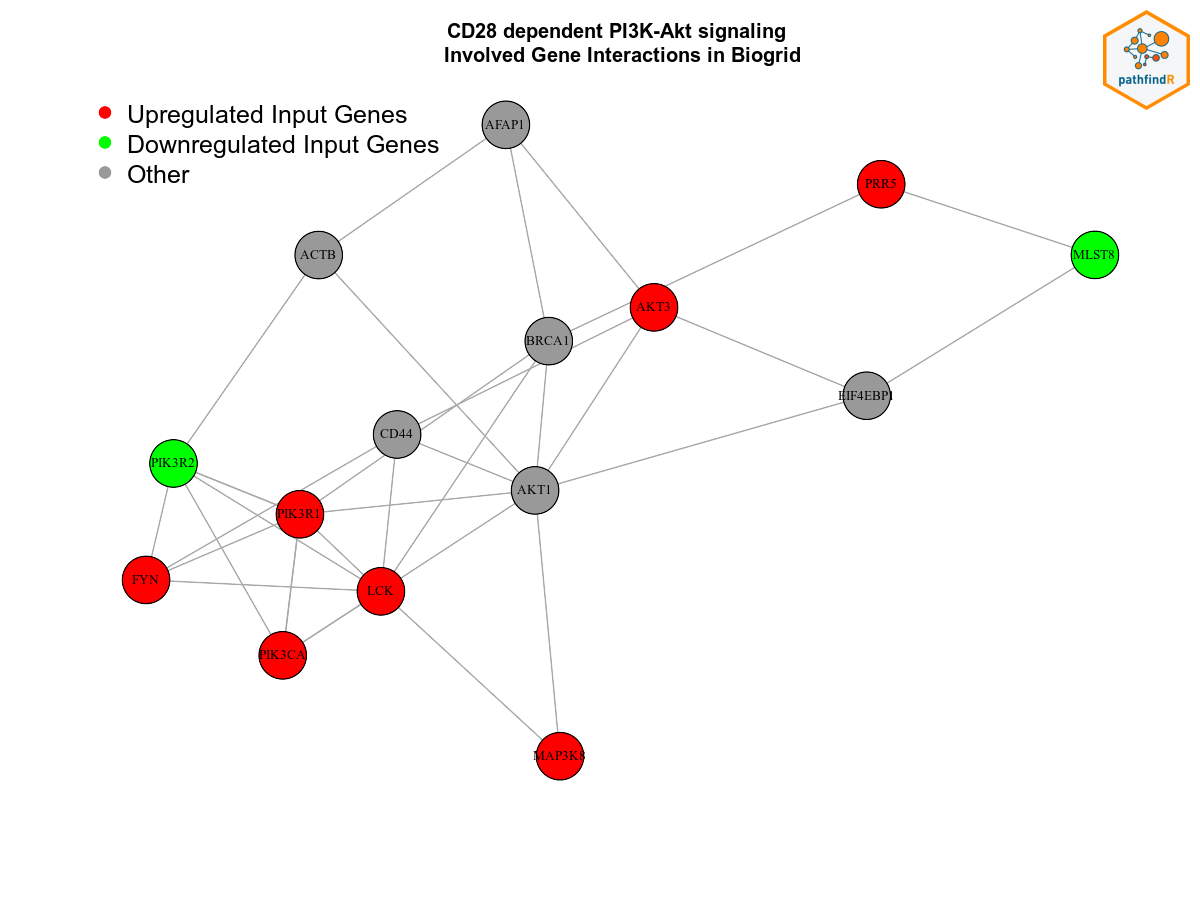 CD28 dependent PI3K-Akt signaling
Involved Gene Interactions in Biogrid
pathfindR
Upregulated Input Genes
Downregulated Input Genes
Other
AFAP1
PRR5
ACTB
MLST8
AKT3
BRCA1
EIF4EBP1
CD44
PIK3R2
AKT1
PIK3R1
FYN
LCK
PIK3CA
MAP3K8